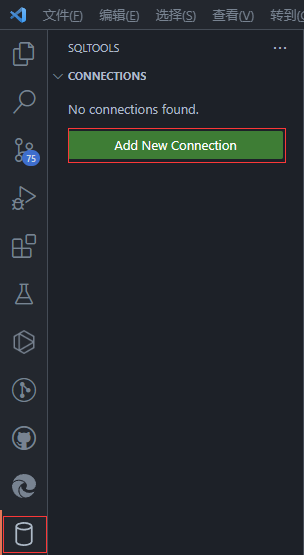 文件(F) 编辑(E) 选择(S) 查看(V) 转到(
SQLTOOLS
CONNECTIONS
No connections found.
Add New Connection
75